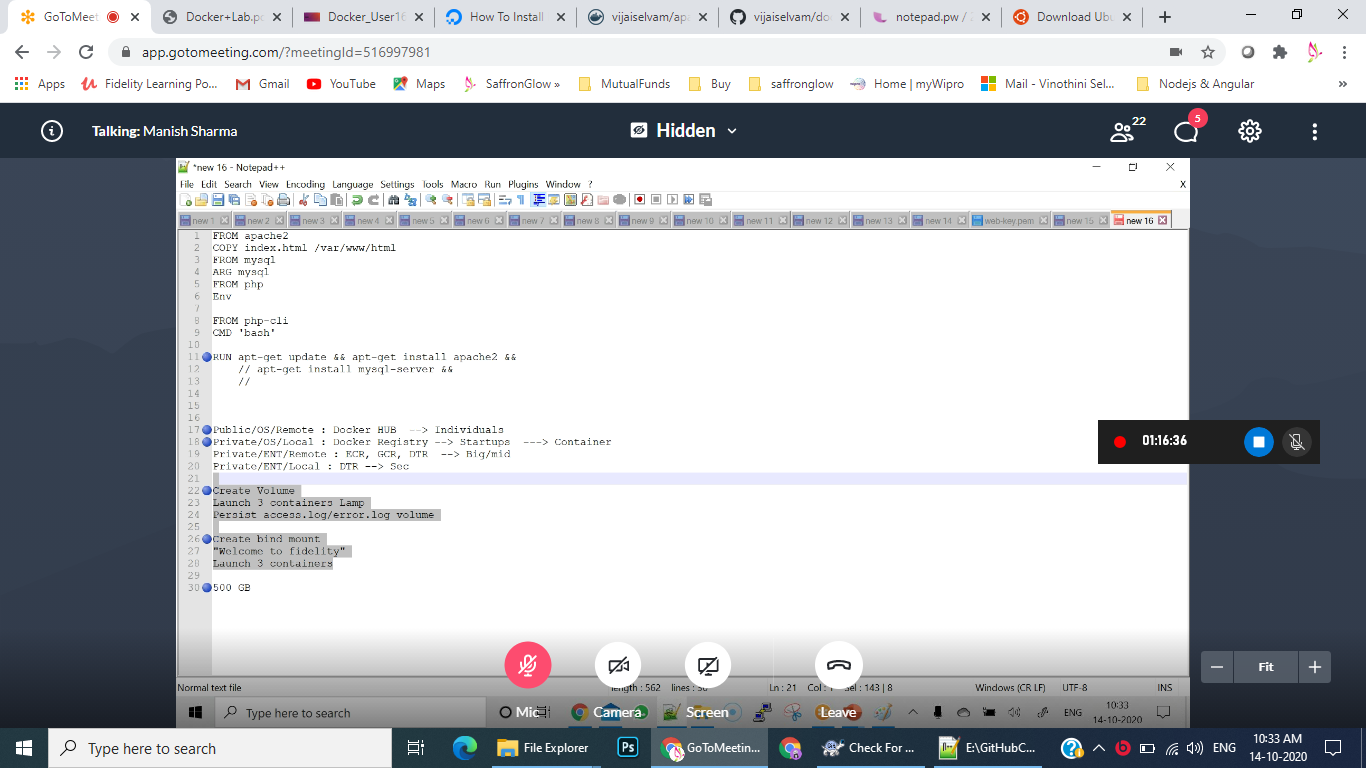 GoToMeet
Docker+Lab.pd
Docker_User16
How To Install
vijaiselvam/apa
vijaiselvam/do
notepad.pw / 
Download Ubu
app.gotomeeting.com/?meetingId=516997981
Apps
Fidelity Learning Po...
Gmail
YouTube
Maps
SaffronGlow »
MutualFunds
Buy
saffronglow
Home | myWipro
Mail - Vinothini Sel...
Nodejs & Angular
»
Talking: Manish Sharma
Hidden
22
5
*new 16 - Notepad++
File Edit Search View Encoding Language Settings Tools Macro Run Plugins Window ?
X
new 1
new 2
new 3
new 4
new 5
new 6
new 7
new 8
new 9
new 10
new 11
new 12
new 13
new 14
web-key.pem
new 15
new 16
1 FROM apache2
2 COPY index.html /var/www/html
3 FROM mysql
4 ARG mysql
5 FROM php
6 Env
7
8 FROM php-cli
9 CMD 'bash'
10
11 RUN apt-get update && apt-get install apache2 &&
12 // apt-get install mysql-server &&
13 //
14
15
16
17 Public/OS/Remote : Docker HUB --> Individuals
18 Private/OS/Local : Docker Registry --> Startups ---> Container
19 Private/ENT/Remote : ECR, GCR, DTR --> Big/mid
20 Private/ENT/Local : DTR --> Sec
21
22 Create Volume
23 Launch 3 containers Lamp
24 Persist access.log/error.log volume
25
26 Create bind mount
27 "Welcome to fidelity"
28 Launch 3 containers
29
30 500 GB
01:16:36
Fit
Normal text file
length : 562 lines : 30
Ln : 21 Col : 1 Sel : 143 | 8
Windows (CR LF)
UTF-8
INS
Type here to search
Mic
Camera
Screen
Leave
ENG
10:33
14-10-2020
Type here to search
File Explorer
Ps
GoToMeetin...
Check For ...
E:\GitHubC...
ENG
10:33 AM
14-10-2020